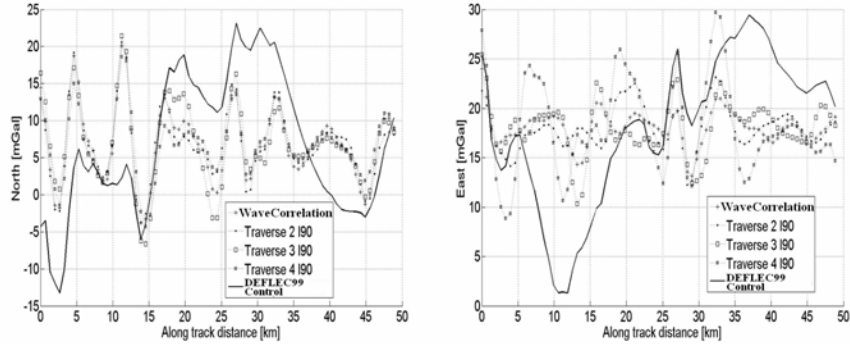 25
20
15
10
5
0
-5
-10
-15
North [mGal]
0 5 10 15 20 25 30 35 40 45 50
Along track distance [km]
WaveCorrelation
Traverse 2 I90
Traverse 3 I90
Traverse 4 I90
DEFLEC99
Control
30
25
20
15
10
5
0
East [mGal]
0 5 10 15 20 25 30 35 40 45 50
Along track distance [km]
WaveCorrelation
Traverse 2 I90
Traverse 3 I90
Traverse 4 I90
DEFLEC99
Control